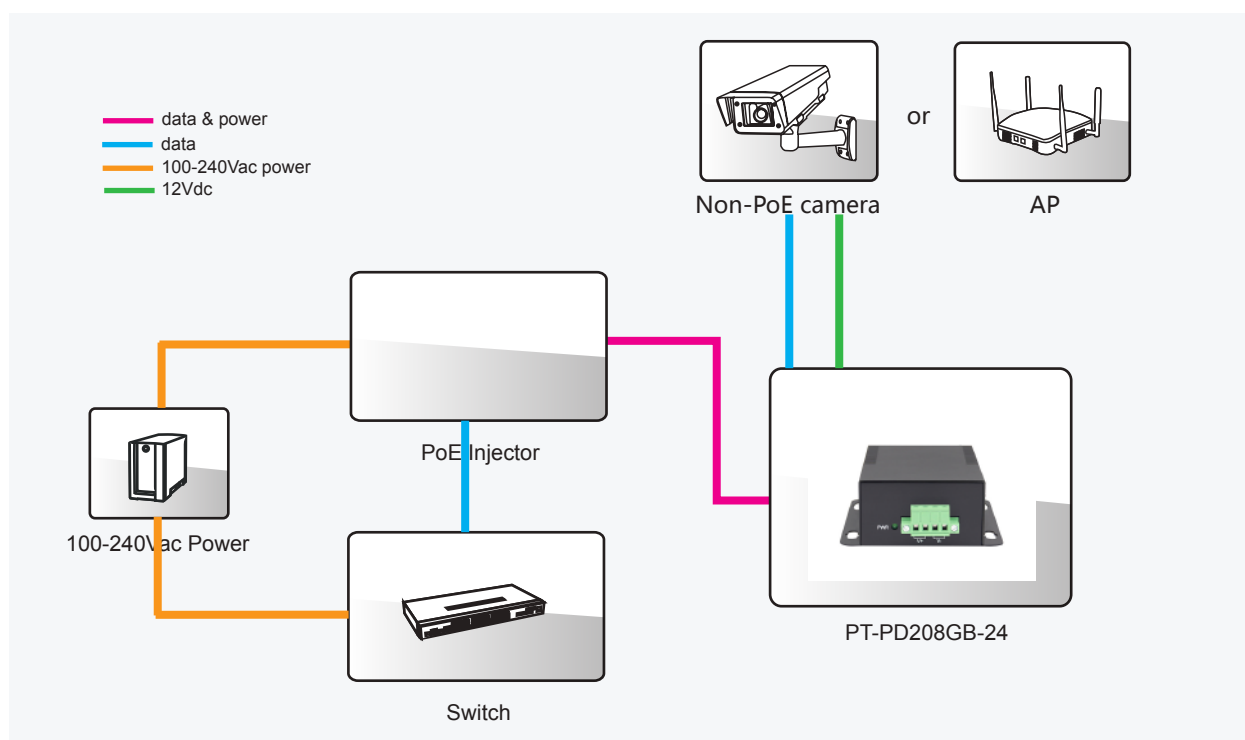 data & power
data
100-240Vac power
12Vdc
or
Non-PoE camera
AP
PoE Injector
100-240Vac Power
PWR
V+ V-
PT-PD208GB-24
Switch